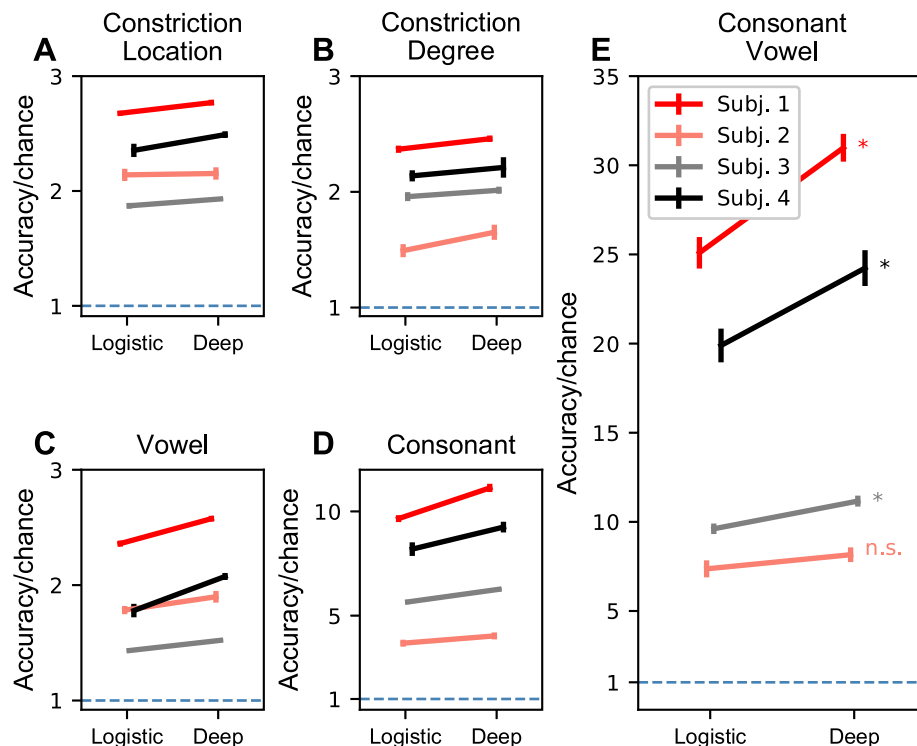 A
Constriction
Location
Accuracy/chance
3
2
1
Logistic
Deep
B
Constriction
Degree
Accuracy/chance
3
2
1
Logistic
Deep
C
Vowel
Accuracy/chance
3
2
1
Logistic
Deep
D
Consonant
Accuracy/chance
10
5
1
Logistic
Deep
E
Consonant
Vowel
Accuracy/chance
35
30
25
20
15
10
5
1
Subj. 1
Subj. 2
Subj. 3
Subj. 4
*
*
*
n.s.
Logistic
Deep